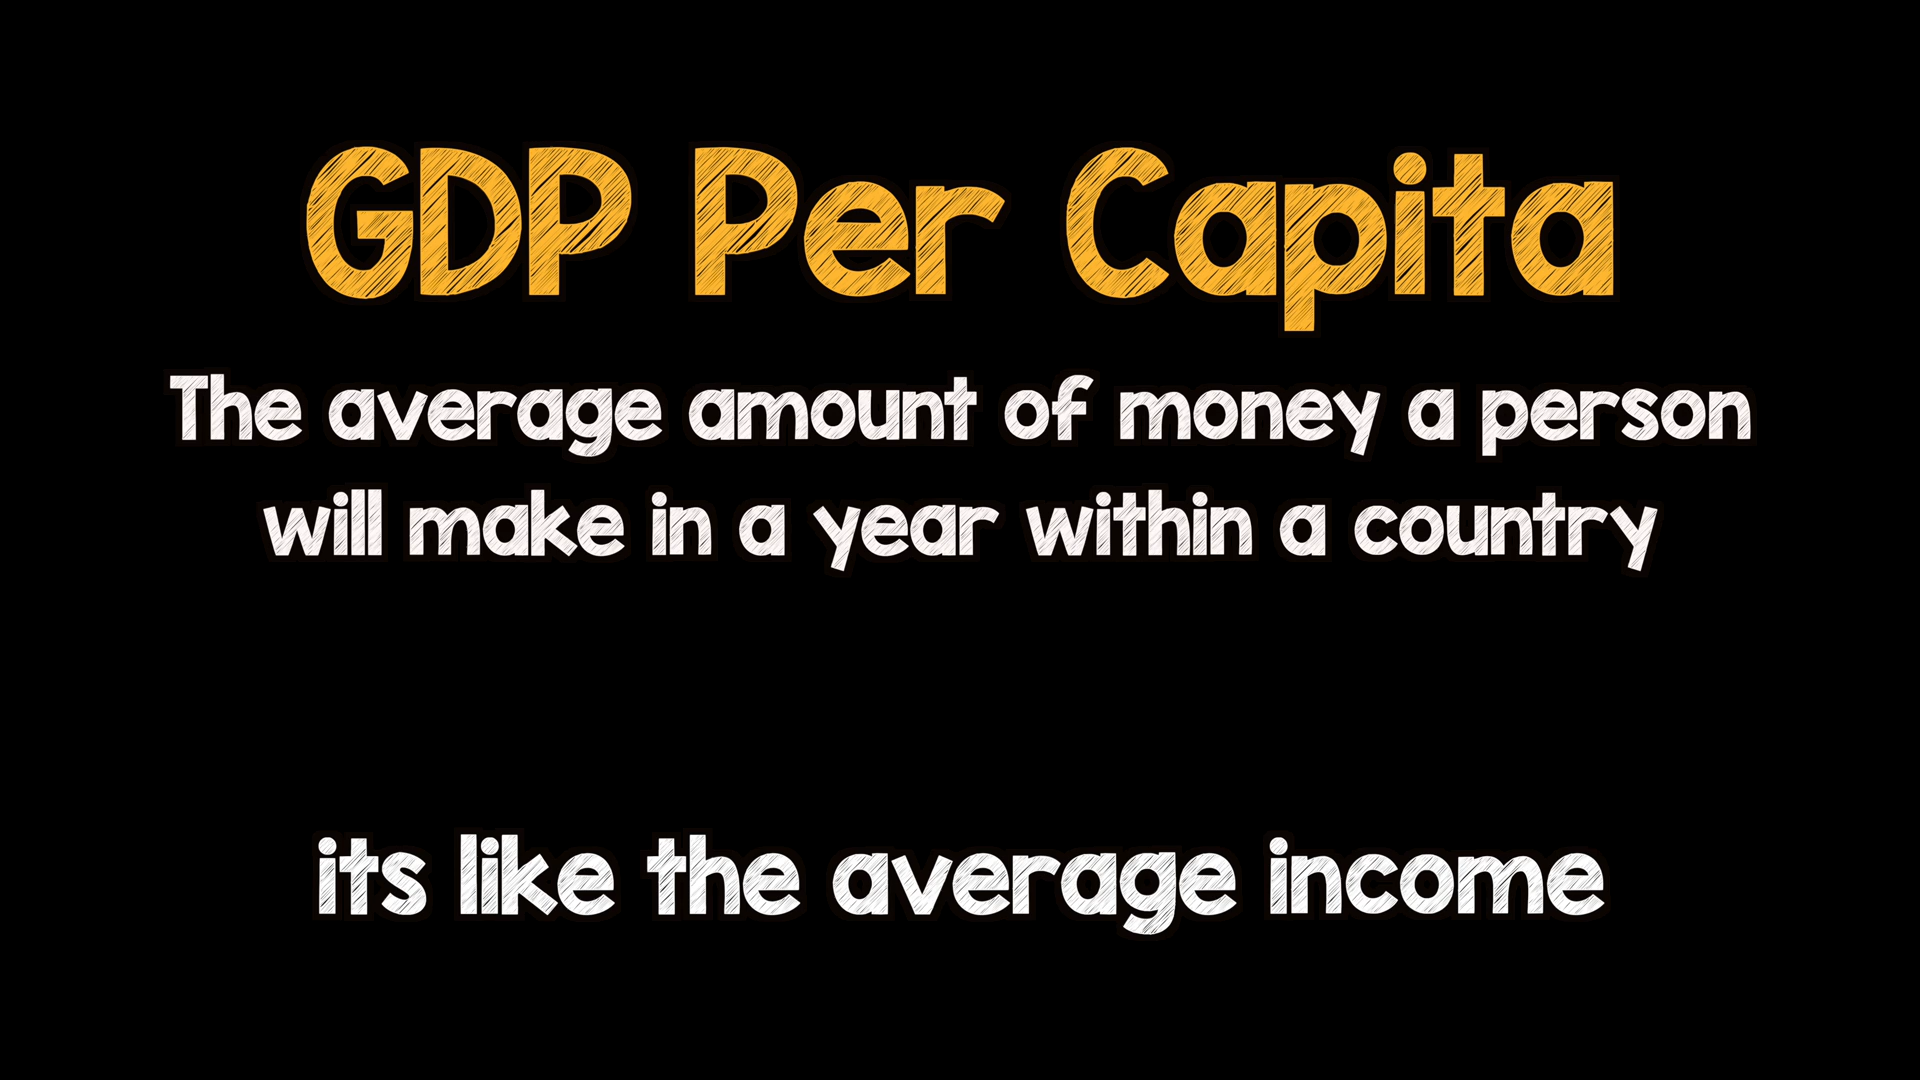 GDP Per Capita
The average amount of money a person
will make in a year within a country
its like the average income